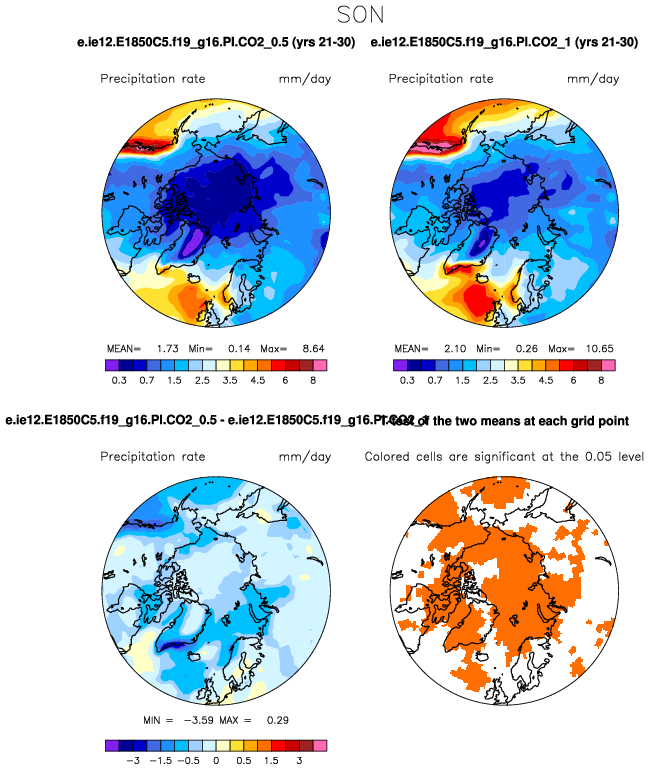 SON
e.ie12.E1850C5.f19_g16.PI.CO2_0.5 (yrs 21-30)
e.ie12.E1850C5.f19_g16.PI.CO2_1 (yrs 21-30)
Precipitation rate mm/day
Precipitation rate mm/day
MEAN= 1.73 Min= 0.14 Max= 8.64
0.3 0.7 1.5 2.5 3.5 4.5 6 8
MEAN= 2.10 Min= 0.26 Max= 10.65
0.3 0.7 1.5 2.5 3.5 4.5 6 8
e.ie12.E1850C5.f19_g16.PI.CO2_0.5 - e.ie12.E1850C5.f19_g16.PI.CO2_1
T-Test of the two means at each grid point
Precipitation rate mm/day
Colored cells are significant at the 0.05 level
MIN = -3.59 MAX = 0.29
-3 -1.5 -0.5 0 0.5 1.5 3